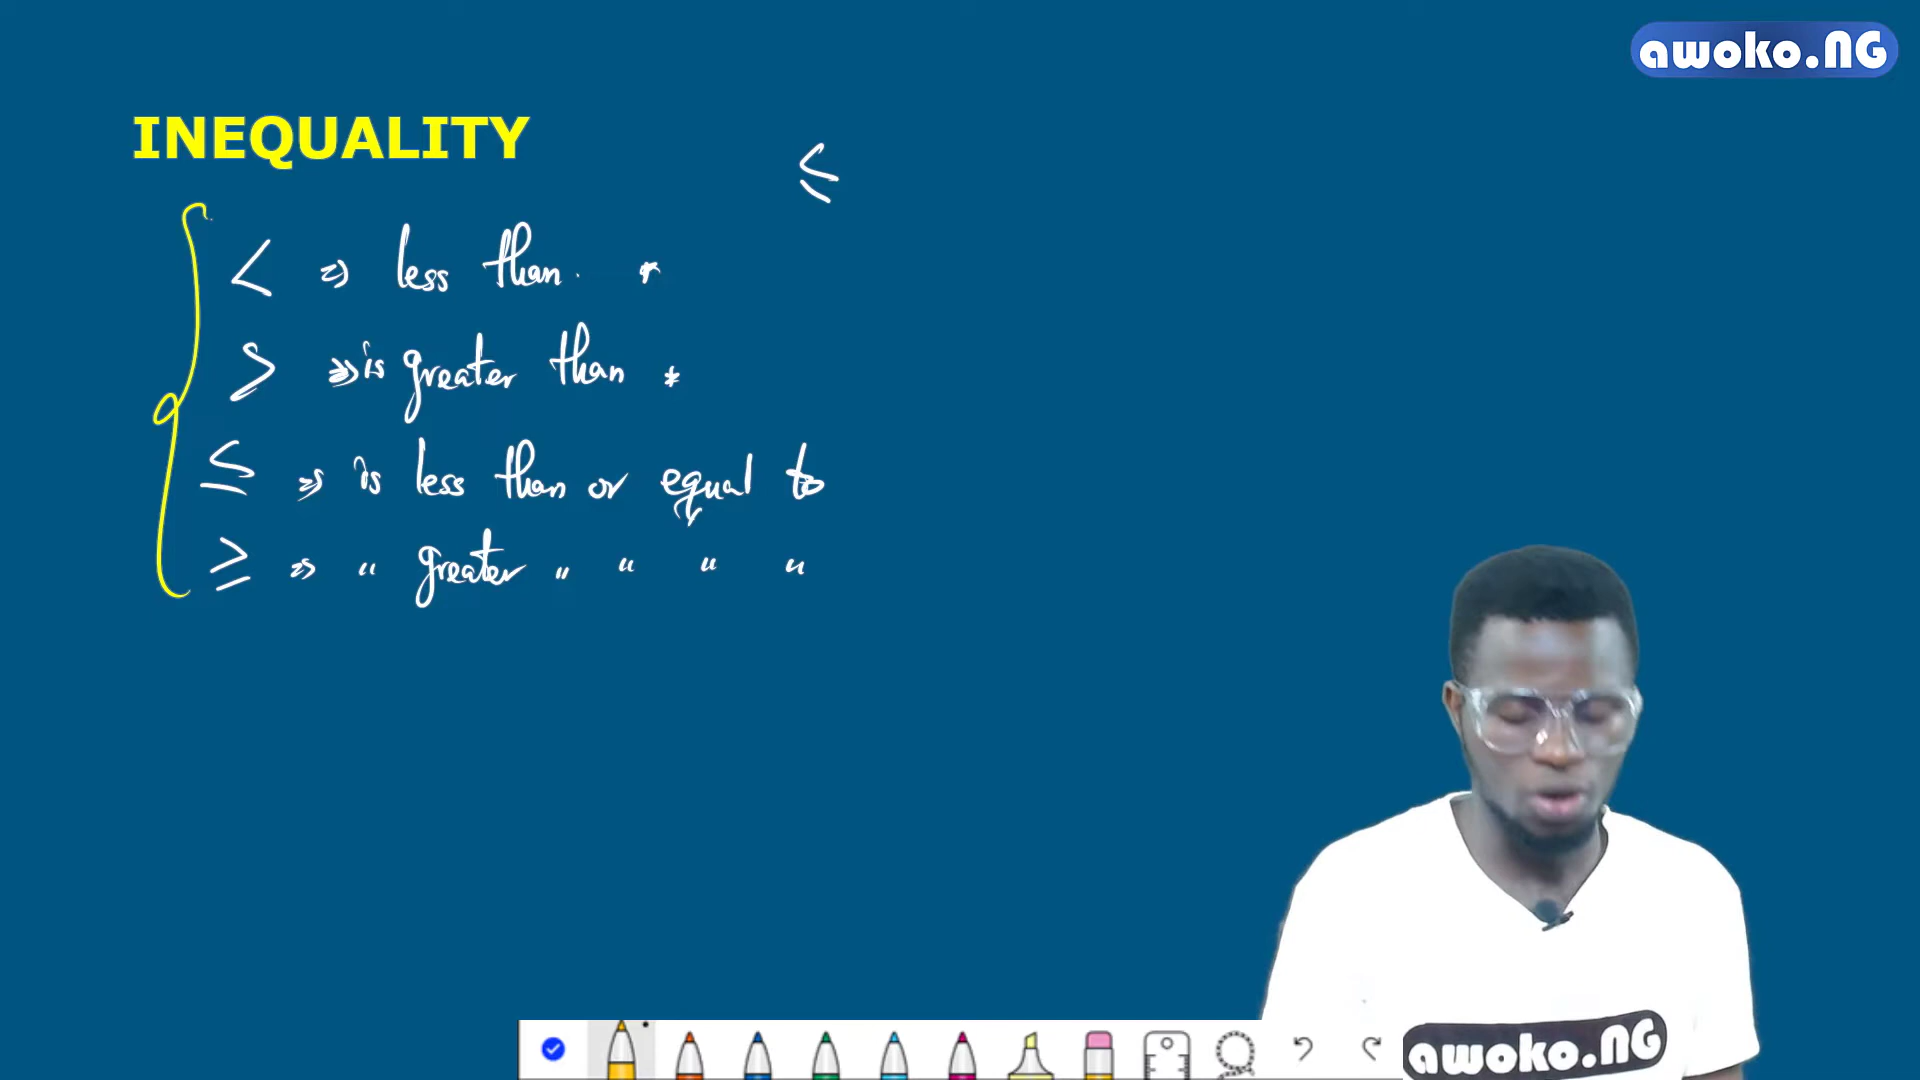 awoko.NG
INEQUALITY
≤
< => less than.  *
> => is greater than *
≤ => is less than or equal to
≥ => " greater " " " "
awoko.NG